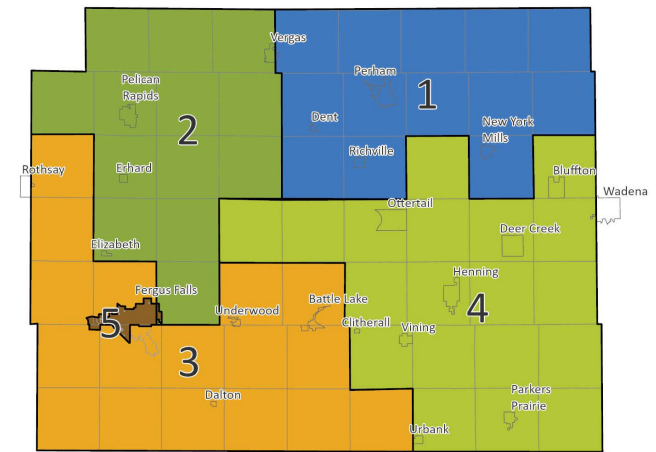 Vergas
Perham
1
Pelican
Rapids
2
Dent
New York
Mills
Richville
Rothsay
Erhard
Bluffton
Wadena
Ottertail
Deer Creek
Elizabeth
Henning
Fergus Falls
Underwood
Battle Lake
4
5
Clitherall
Vining
3
Dalton
Parkers
Prairie
Urbank